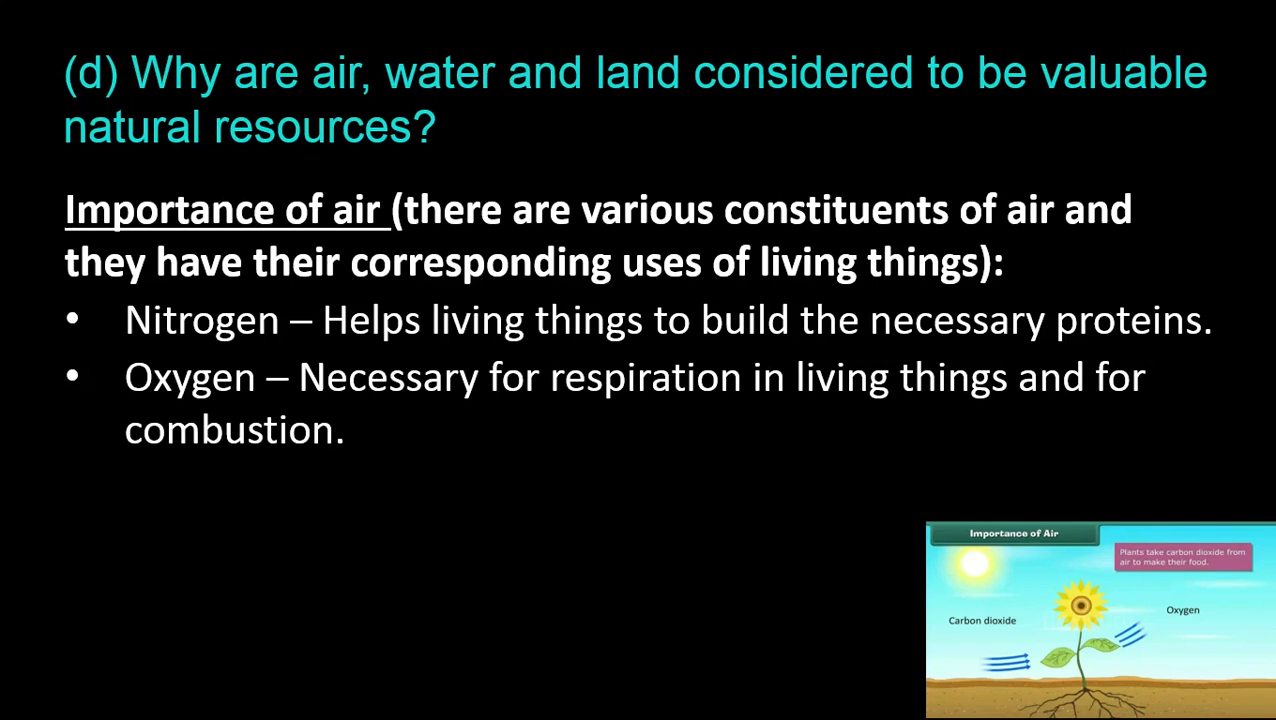 (d) Why are air, water and land considered to be valuable
natural resources?
Importance of air (there are various constituents of air and
they have their corresponding uses of living things):
• Nitrogen – Helps living things to build the necessary proteins.
• Oxygen – Necessary for respiration in living things and for
combustion.
Importance of Air
Plants take carbon dioxide from
air to make their food.
Carbon dioxide
Oxygen